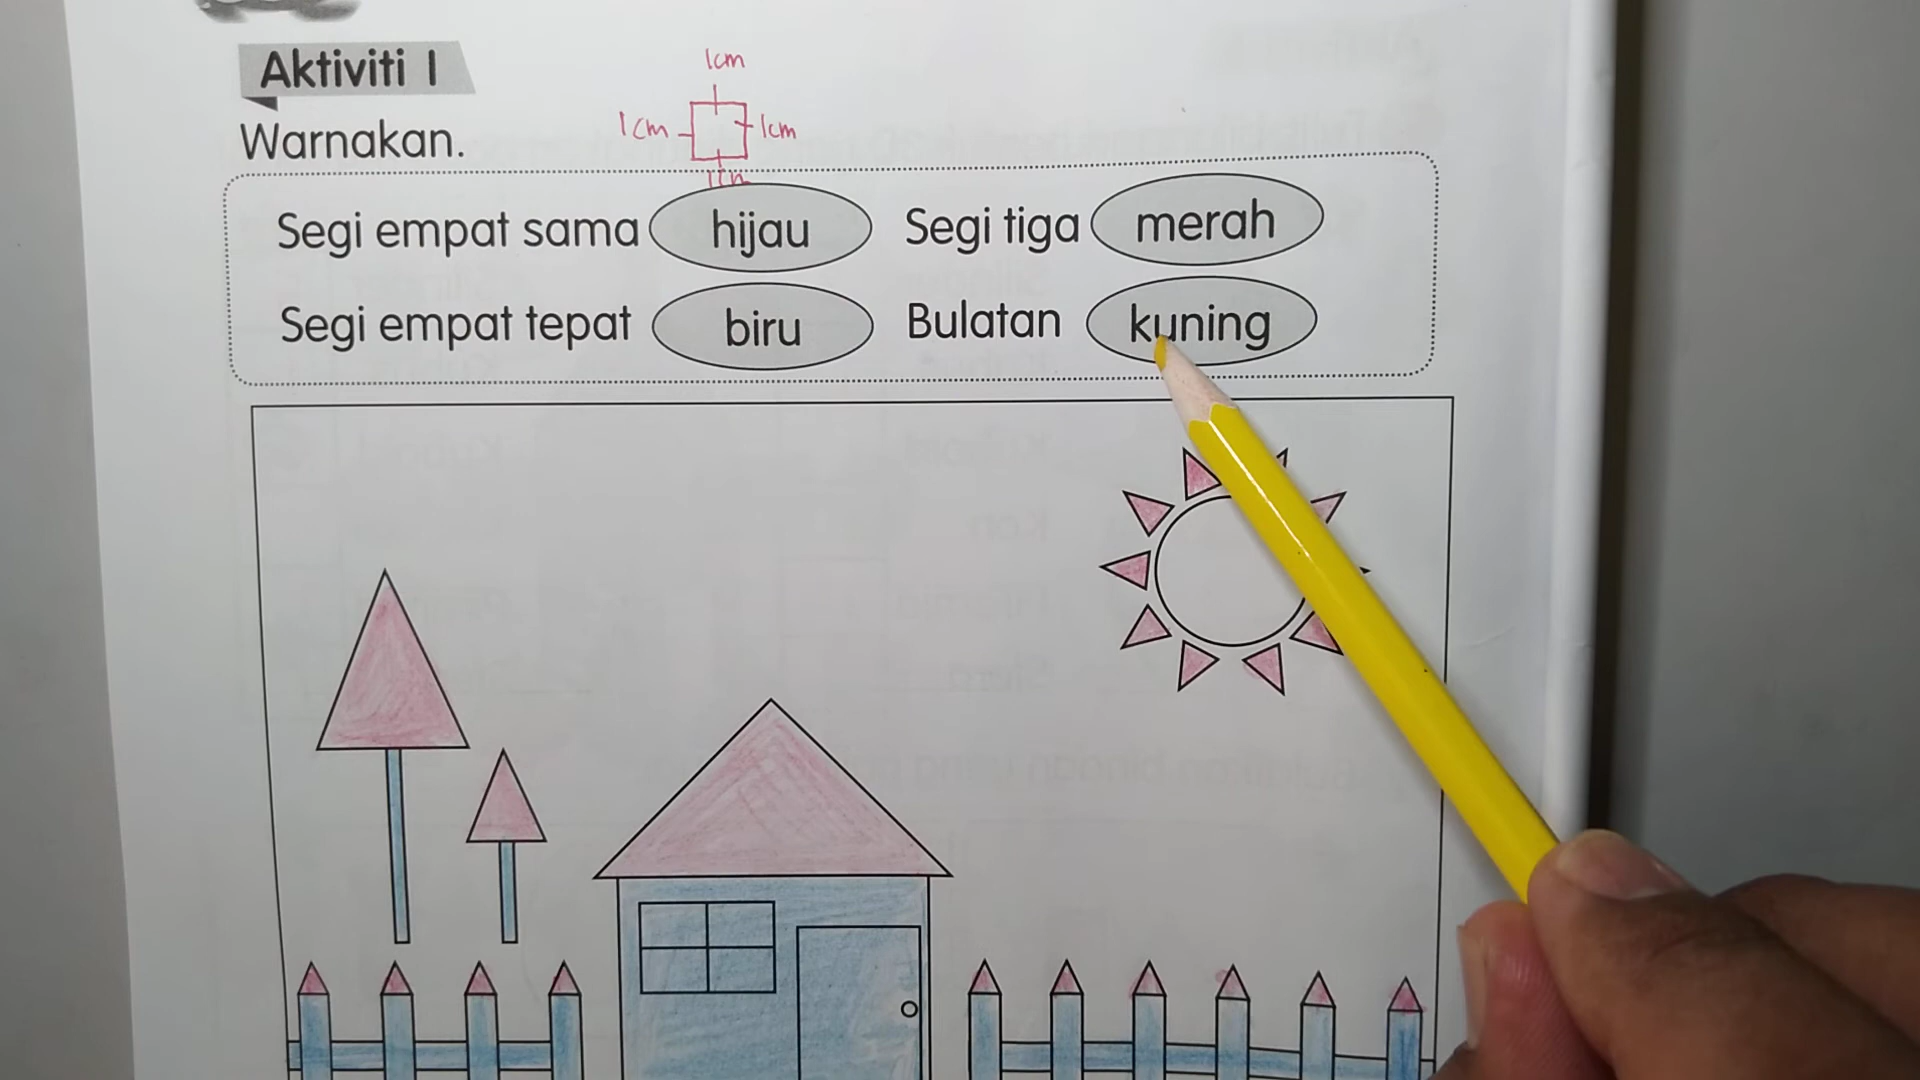 Aktiviti 1
1cm
1cm
1cm
1cm
Warnakan.
Segi empat sama hijau Segi tiga merah
Segi empat tepat biru Bulatan kuning